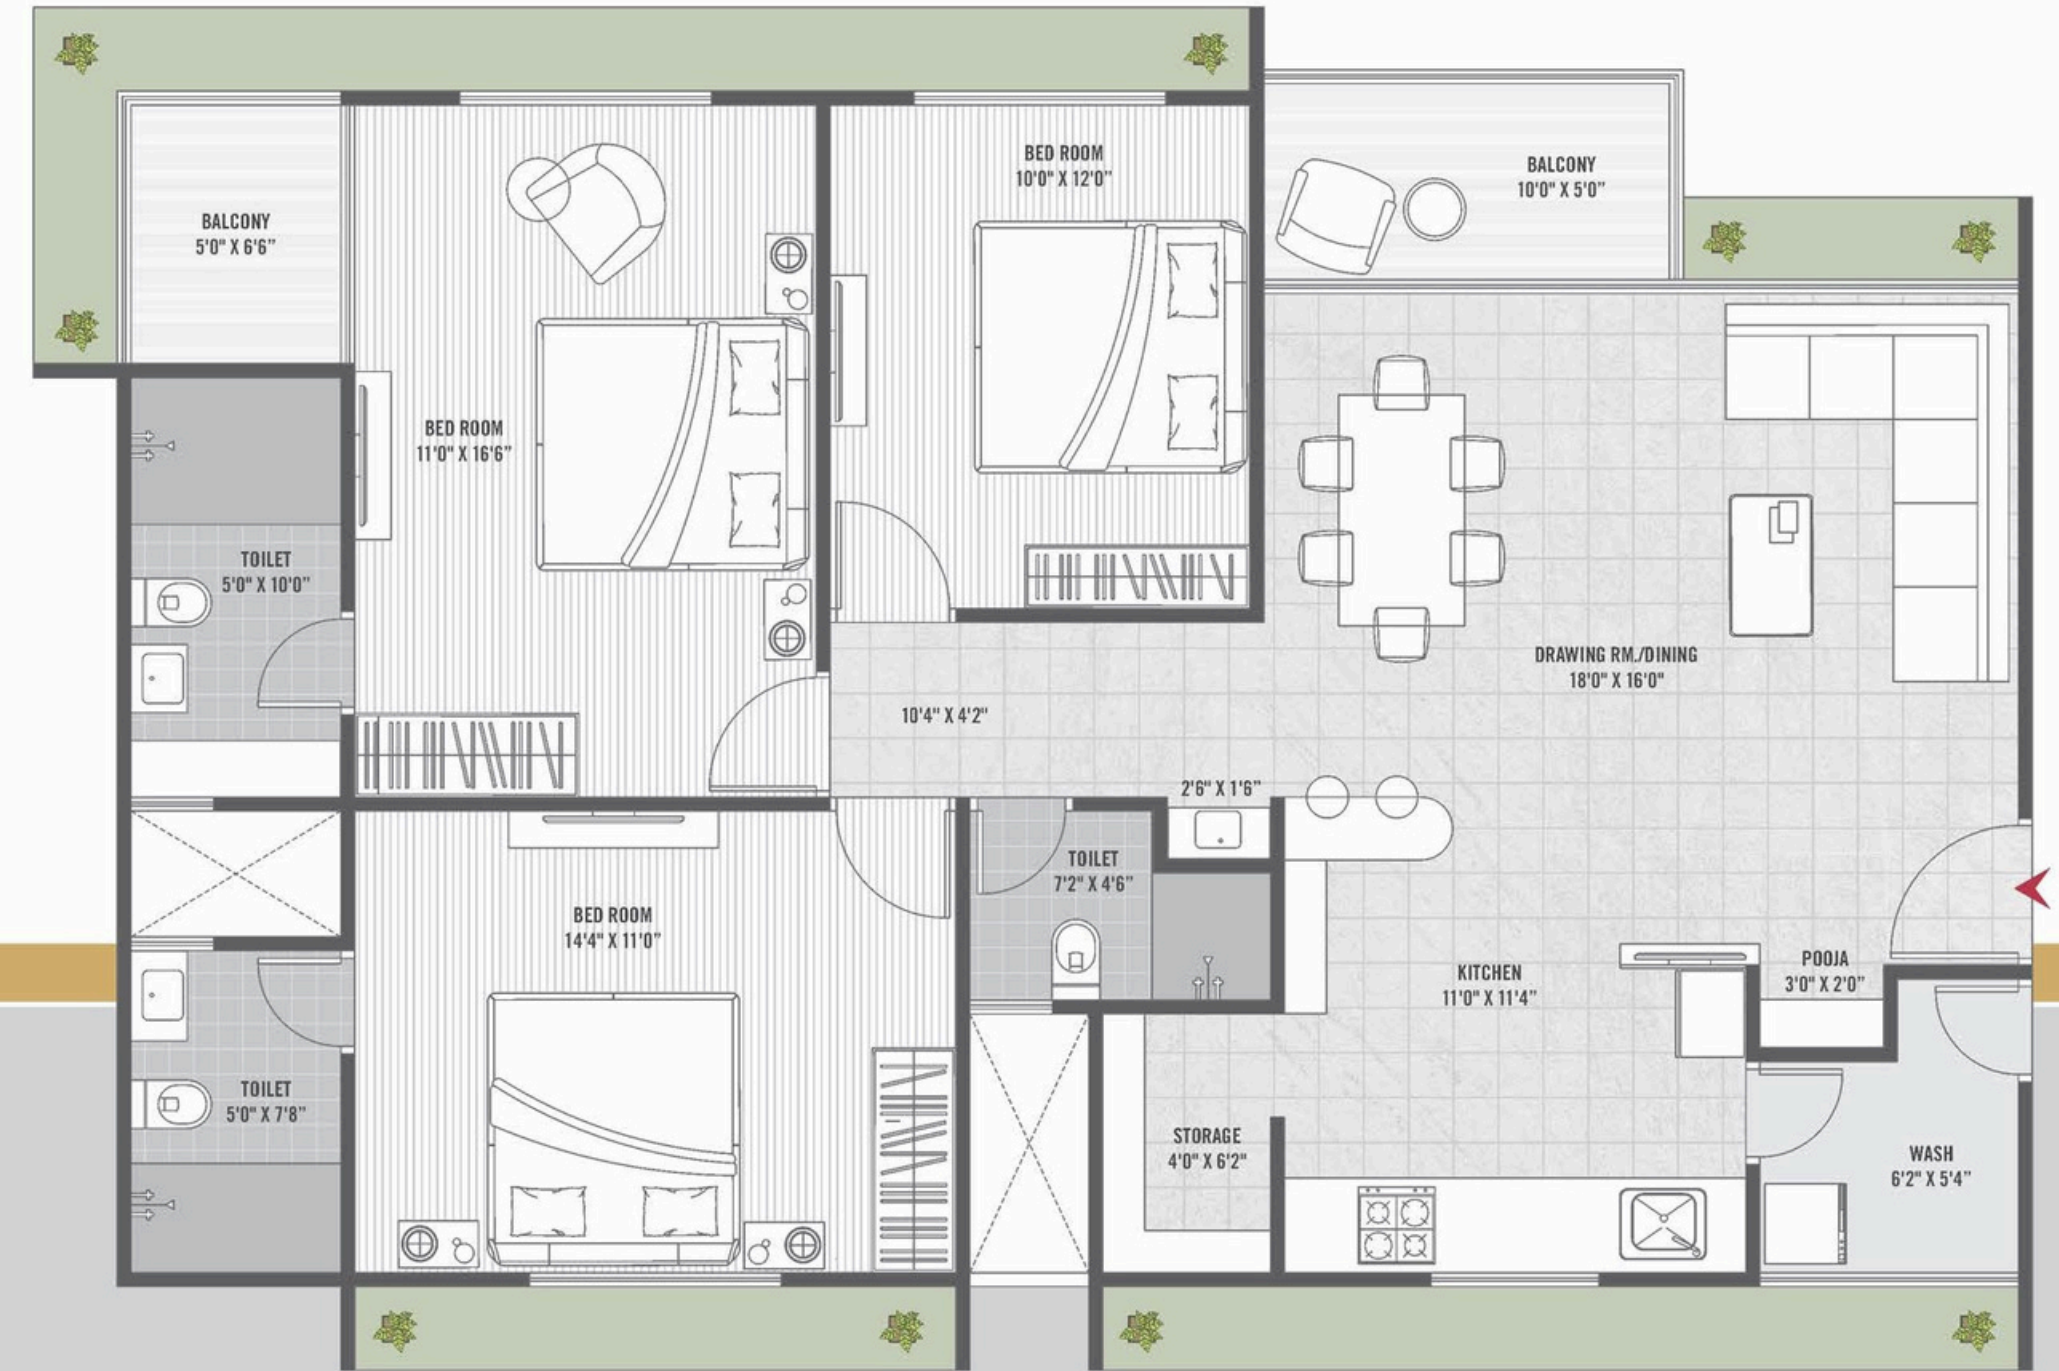 BED ROOM
10'0" X 12'0"
BALCONY
10'0" X 5'0"
BALCONY
5'0" X 6'6"
BED ROOM
11'0" X 16'6"
TOILET
5'0" X 10'0"
DRAWING RM./DINING
18'0" X 16'0"
10'4" X 4'2"
2'6" X 1'6"
TOILET
7'2" X 4'6"
BED ROOM
14'4" X 11'0"
KITCHEN
11'0" X 11'4"
POOJA
3'0" X 2'0"
TOILET
5'0" X 7'8"
STORAGE
4'0" X 6'2"
WASH
6'2" X 5'4"